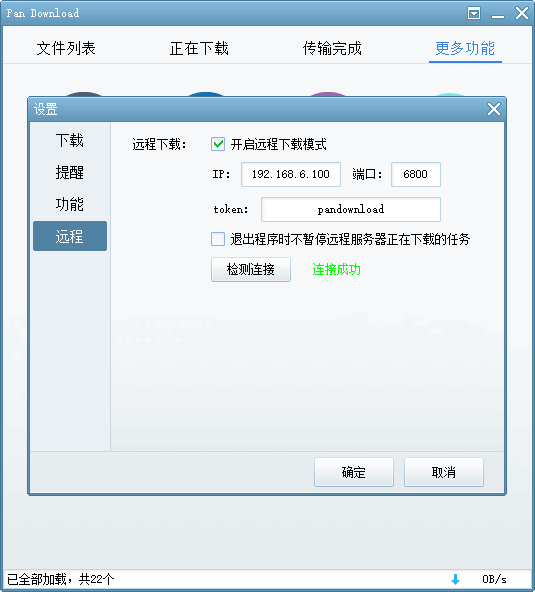 Pan Download
文件列表 正在下载 传输完成 更多功能
设置
下载
提醒
功能
远程
远程下载： 开启远程下载模式
IP： 192.168.6.100 端口： 6800
token： pandownload
退出程序时不暂停远程服务器正在下载的任务
检测连接 连接成功
确定 取消
已全部加载，共22个 0B/s